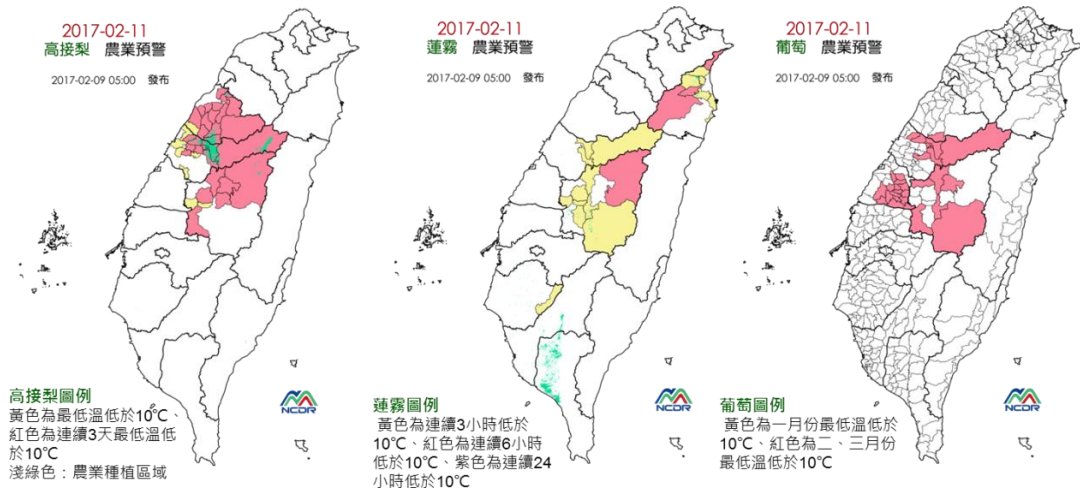 2017-02-11
高接梨 農業預警
2017-02-09 05:00 發布
高接梨圖例
黃色為最低溫低於10℃、
紅色為連續3天最低溫低
於10℃
淺綠色：農業種植區域
NCDR
2017-02-11
蓮霧 農業預警
2017-02-09 05:00 發布
蓮霧圖例
黃色為連續3小時低於
10℃、紅色為連續6小時
低於10℃、紫色為連續24
小時低於10℃
NCDR
2017-02-11
葡萄 農業預警
2017-02-09 05:00 發布
葡萄圖例
黃色為一月份最低溫低於
10℃、紅色為二、三月份
最低溫低於10℃
NCDR